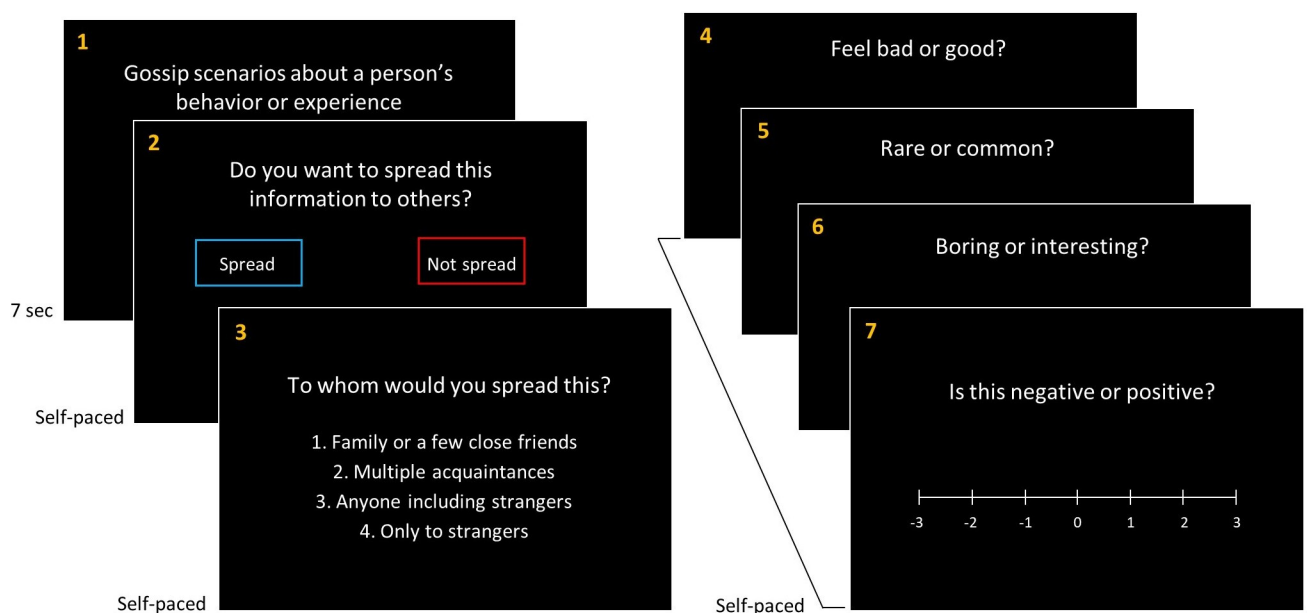 1
Gossip scenarios about a person's
behavior or experience
7 sec
2
Do you want to spread this
information to others?
Spread
Not spread
Self-paced
3
To whom would you spread this?
1. Family or a few close friends
2. Multiple acquaintances
3. Anyone including strangers
4. Only to strangers
Self-paced
4
Feel bad or good?
5
Rare or common?
6
Boring or interesting?
7
Is this negative or positive?
-3 -2 -1 0 1 2 3
Self-paced